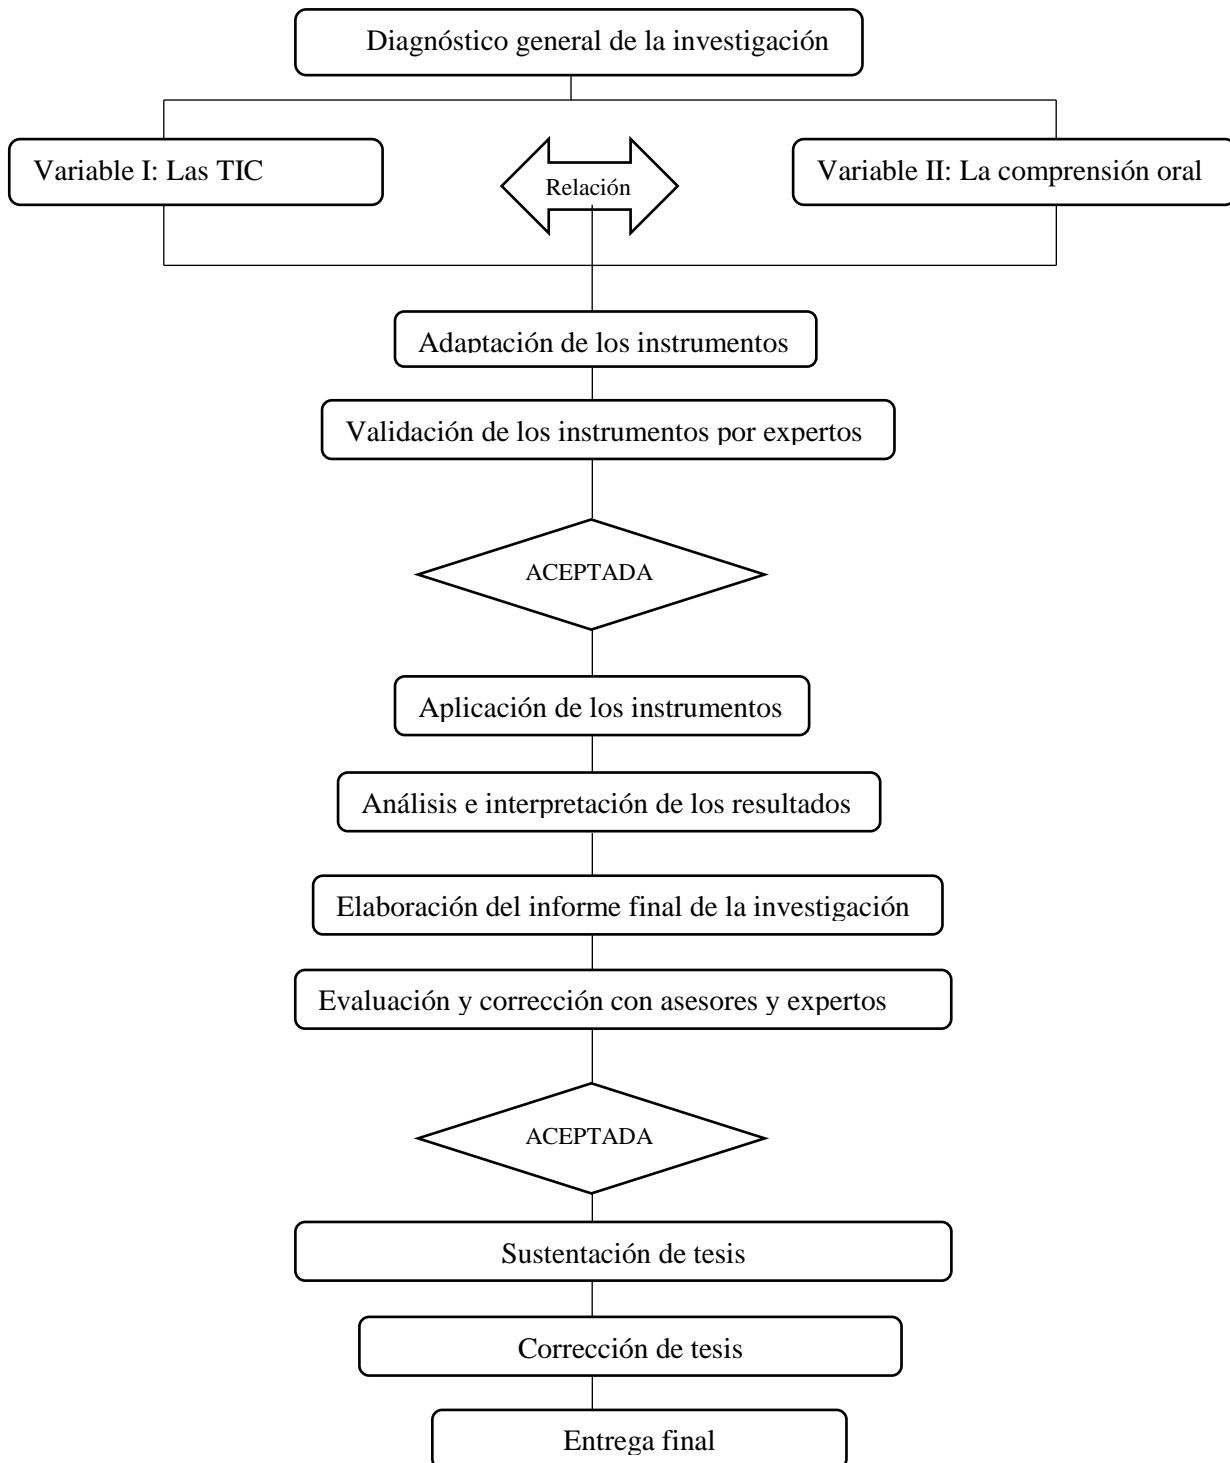 Diagnóstico general de la investigación
Variable I: Las TIC
Relación
Variable II: La comprensión oral
Adaptación de los instrumentos
Validación de los instrumentos por expertos
ACEPTADA
Aplicación de los instrumentos
Análisis e interpretación de los resultados
Elaboración del informe final de la investigación
Evaluación y corrección con asesores y expertos
ACEPTADA
Sustentación de tesis
Corrección de tesis
Entrega final